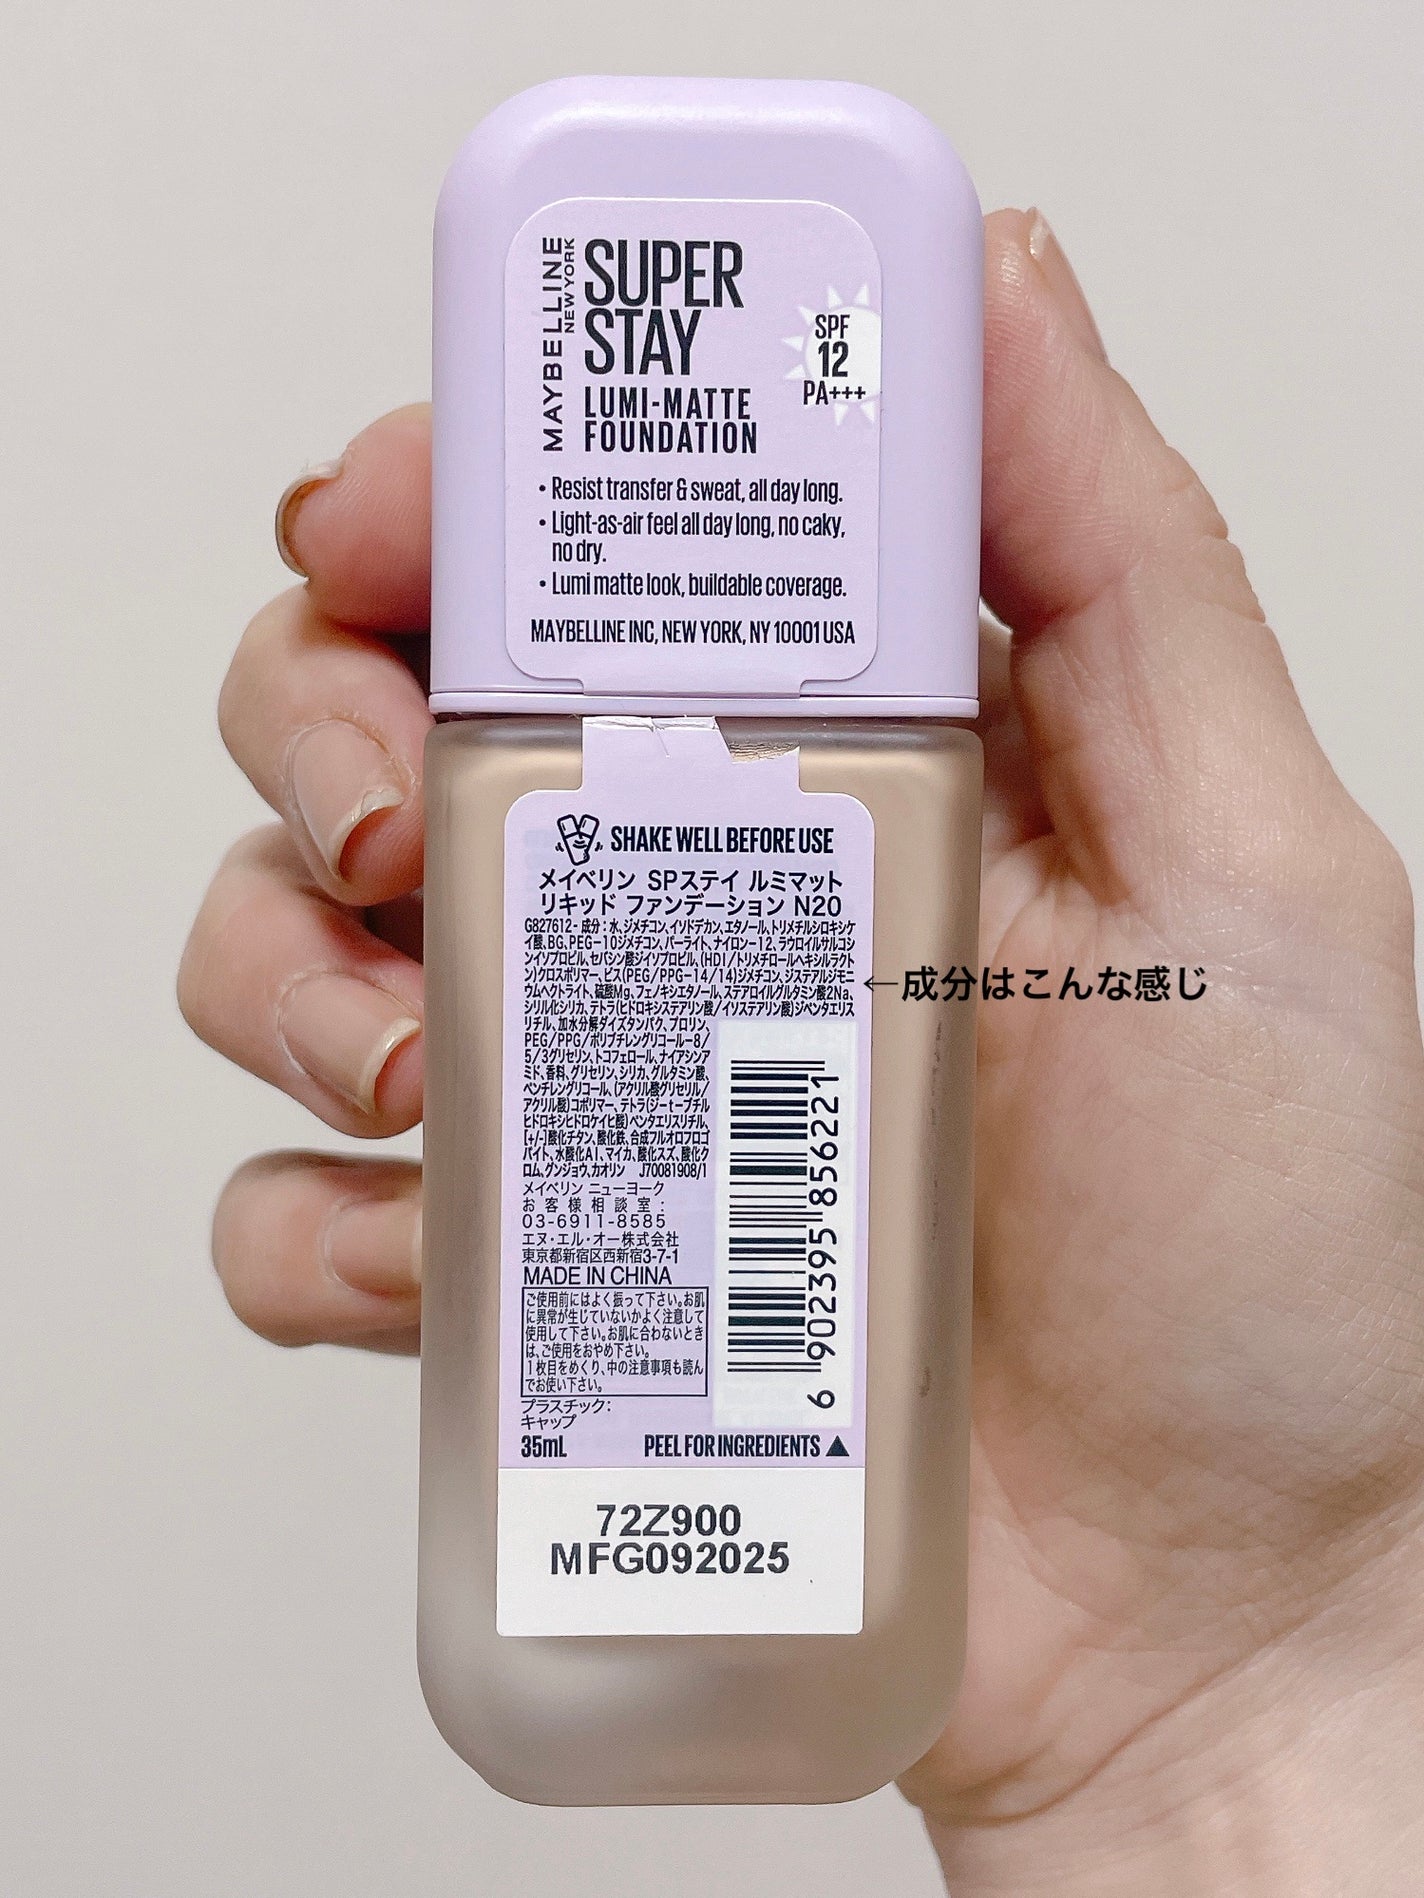 MAYBELLINE
NEW YORK
SUPER
STAY
LUMI-MATTE
FOUNDATION
SPF
12
PA+++
• Resist transfer & sweat, all day long.
• Light-as-air feel all day long, no caky,
no dry.
• Lumi matte look, buildable coverage.
MAYBELLINE INC, NEW YORK, NY 10001 USA
SHAKE WELL BEFORE USE
メイベリン SPステイ ルミマット
リキッド ファンデーション N20
G827612 - 成分：水、ジメチコン、イソドデカン、エタノール、トリメチルシロキシケ
イ酸、BG、PEG-10ジメチコン、パーライト、ナイロン-12、ラウロイルサルコシ
ンイソプロピル、セバシン酸ジイソプロピル、(HDI/トリメチロールヘキシルラクト
ン)クロスポリマー、ビス(PEG/PPG-14/14)ジメチコン、ジステアルジモニ
ウムヘクトライト、硫酸Mg、フェノキシエタノール、ステアロイルグルタミン酸2Na、
シリル化シリカ、テトラ(ヒドロキシステアリン酸/イソステアリン酸)ジペンタエリス
リチル、加水分解ダイズタンパク、プロリン、
PEG/PPG/ポリブチレングリコール-8/
5/3グリセリン、トコフェロール、ナイアシンア
ミド、香料、グリセリン、シリカ、グルタミン酸、
ペンチレングリコール、(アクリル酸グリセリル/
アクリル酸)コポリマー、テトラ(ジ-t-ブチル
ヒドロキシヒドロケイヒ酸)ペンタエリスリチル、
[+/-]酸化チタン、酸化鉄、合成フルオロフロゴ
パイト、水酸化Al、マイカ、酸化スズ、酸化ク
ロム、グンジョウ、カオリン J70081908/1
←成分はこんな感じ
メイベリン ニューヨーク
お客様相談室：
03-6911-8585
エヌ・エル・オー株式会社
東京都新宿区西新宿3-7-1
MADE IN CHINA
ご使用前にはよく振って下さい。お肌
に異常が生じていないかよく注意して
使用して下さい。お肌に合わないとき
は、ご使用をおやめ下さい。
1枚目をめくり、中の注意事項も読ん
でお使い下さい。
プラスチック：
キャップ
6 902395 856221
35mL
PEEL FOR INGREDIENTS ▲
72Z900
MFG092025